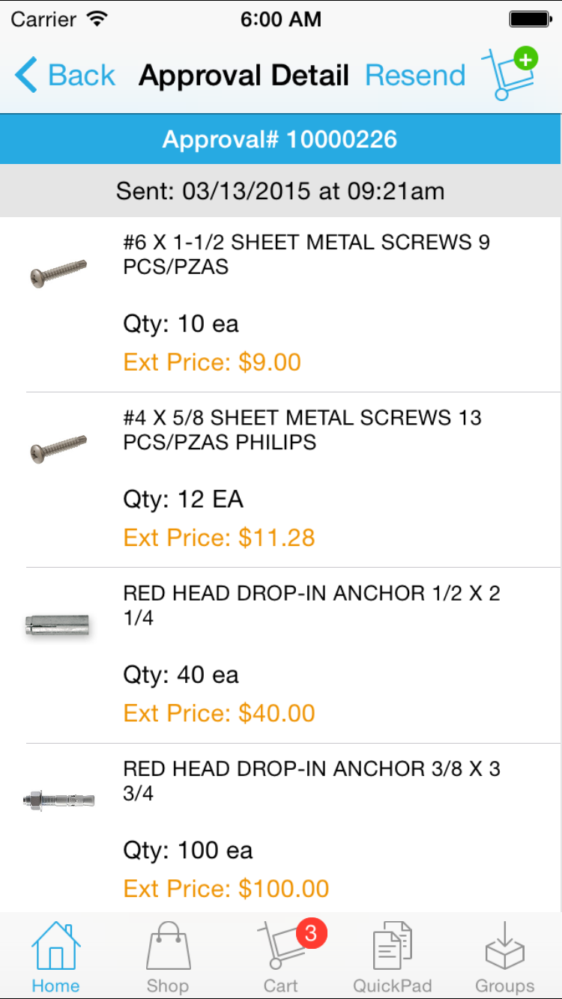 Carrier 6:00 AM
Back Approval Detail Resend
Approval# 10000226
Sent: 03/13/2015 at 09:21am
#6 X 1-1/2 SHEET METAL SCREWS 9
PCS/PZAS
Qty: 10 ea
Ext Price: $9.00
#4 X 5/8 SHEET METAL SCREWS 13
PCS/PZAS PHILIPS
Qty: 12 EA
Ext Price: $11.28
RED HEAD DROP-IN ANCHOR 1/2 X 2
1/4
Qty: 40 ea
Ext Price: $40.00
RED HEAD DROP-IN ANCHOR 3/8 X 3
3/4
Qty: 100 ea
Ext Price: $100.00
3
Home Shop Cart QuickPad Groups